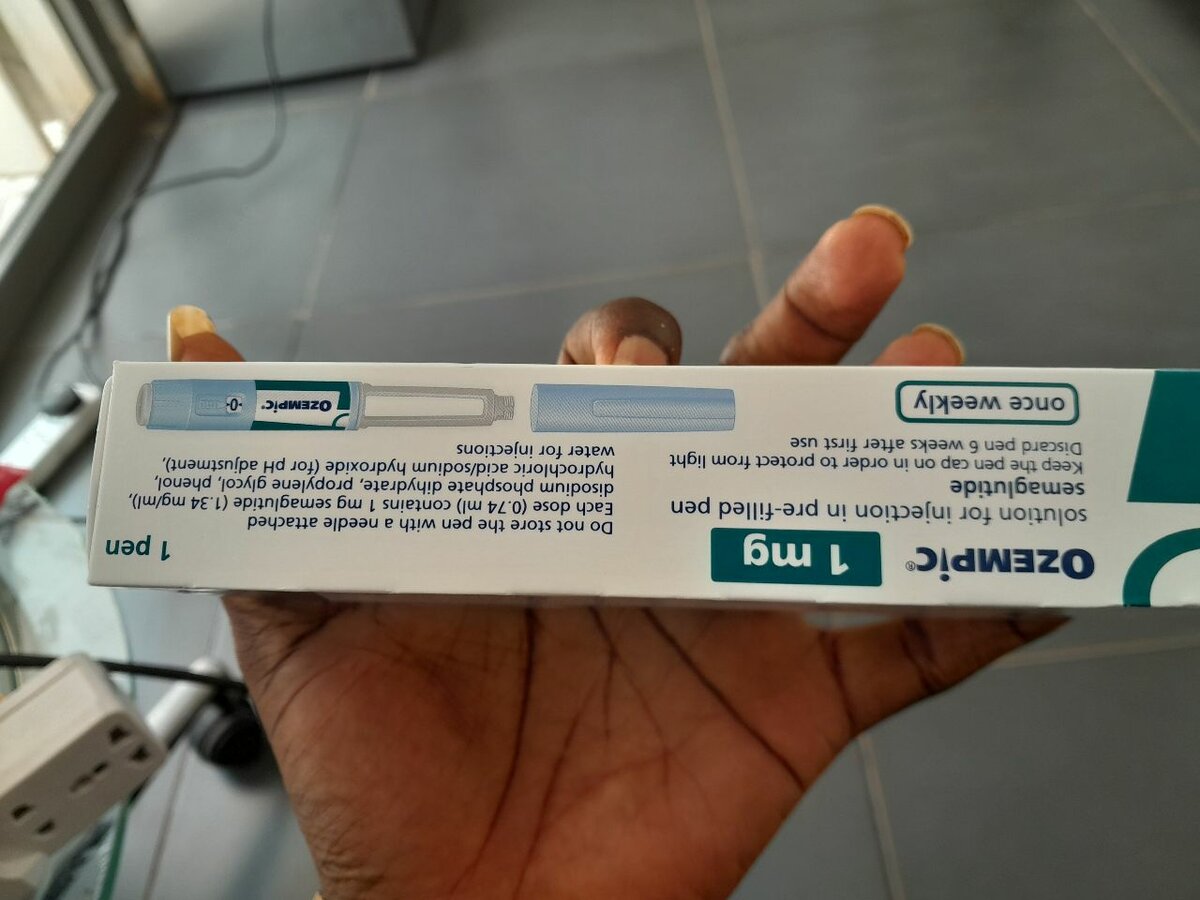 OZEMPIC® 1 mg
solution for injection in pre-filled pen
semaglutide
Keep the pen cap on in order to protect from light
Discard pen 6 weeks after first use
once weekly
1 pen
Do not store the pen with a needle attached
Each dose (0.74 ml) contains 1 mg semaglutide (1.34 mg/ml),
disodium phosphate dihydrate, propylene glycol, phenol,
hydrochloric acid/sodium hydroxide (for pH adjustment),
water for injections
OZEMPIC®
0